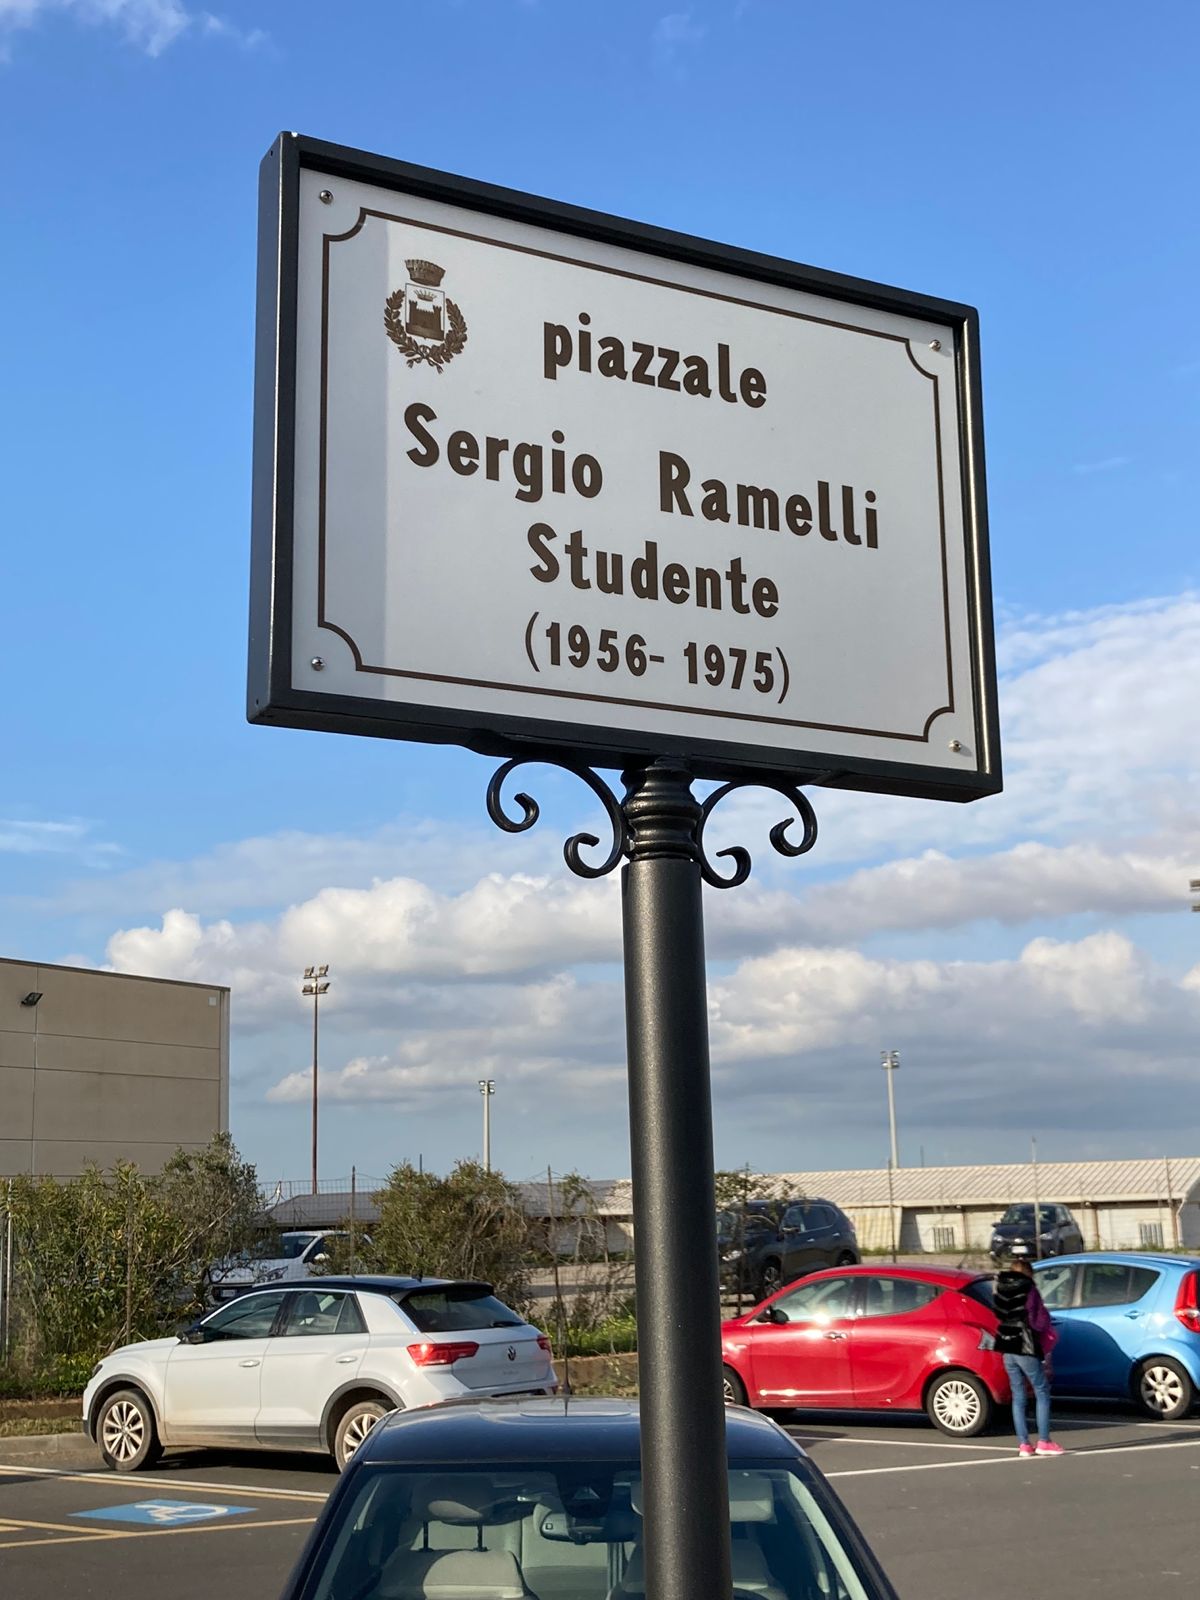 piazzale
Sergio Ramelli
Studente
(1956- 1975)